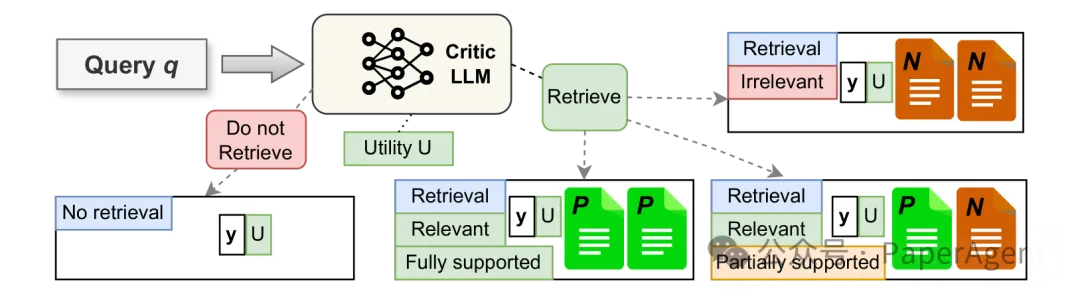 Query q
Critic
LLM
Do not
Retrieve
Utility U
Retrieve
Retrieval
Irrelevant
y U
N N
No retrieval
y U
Retrieval
Relevant
Fully supported
y U
P P
Retrieval
Relevant
Partially supported
y U
P N
公众号 · PaperAgent